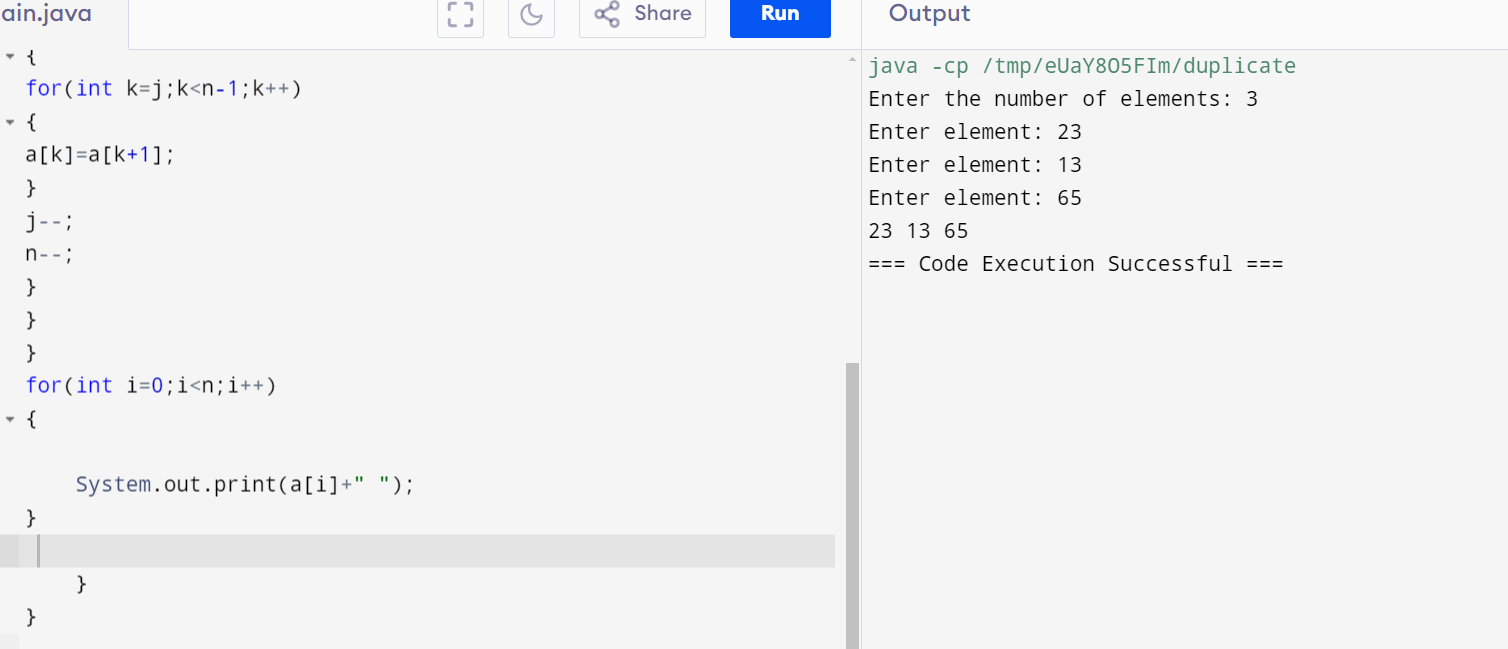 ain.java
Share
Run
{
for(int k=j;k<n-1;k++)
{
a[k]=a[k+1];
}
j--;
n--;
}
}
}
for(int i=0;i<n;i++)
{
System.out.print(a[i]+" ");
}
}
}
Output
java -cp /tmp/eUaY8O5FIm/duplicate
Enter the number of elements: 3
Enter element: 23
Enter element: 13
Enter element: 65
23 13 65
=== Code Execution Successful ===